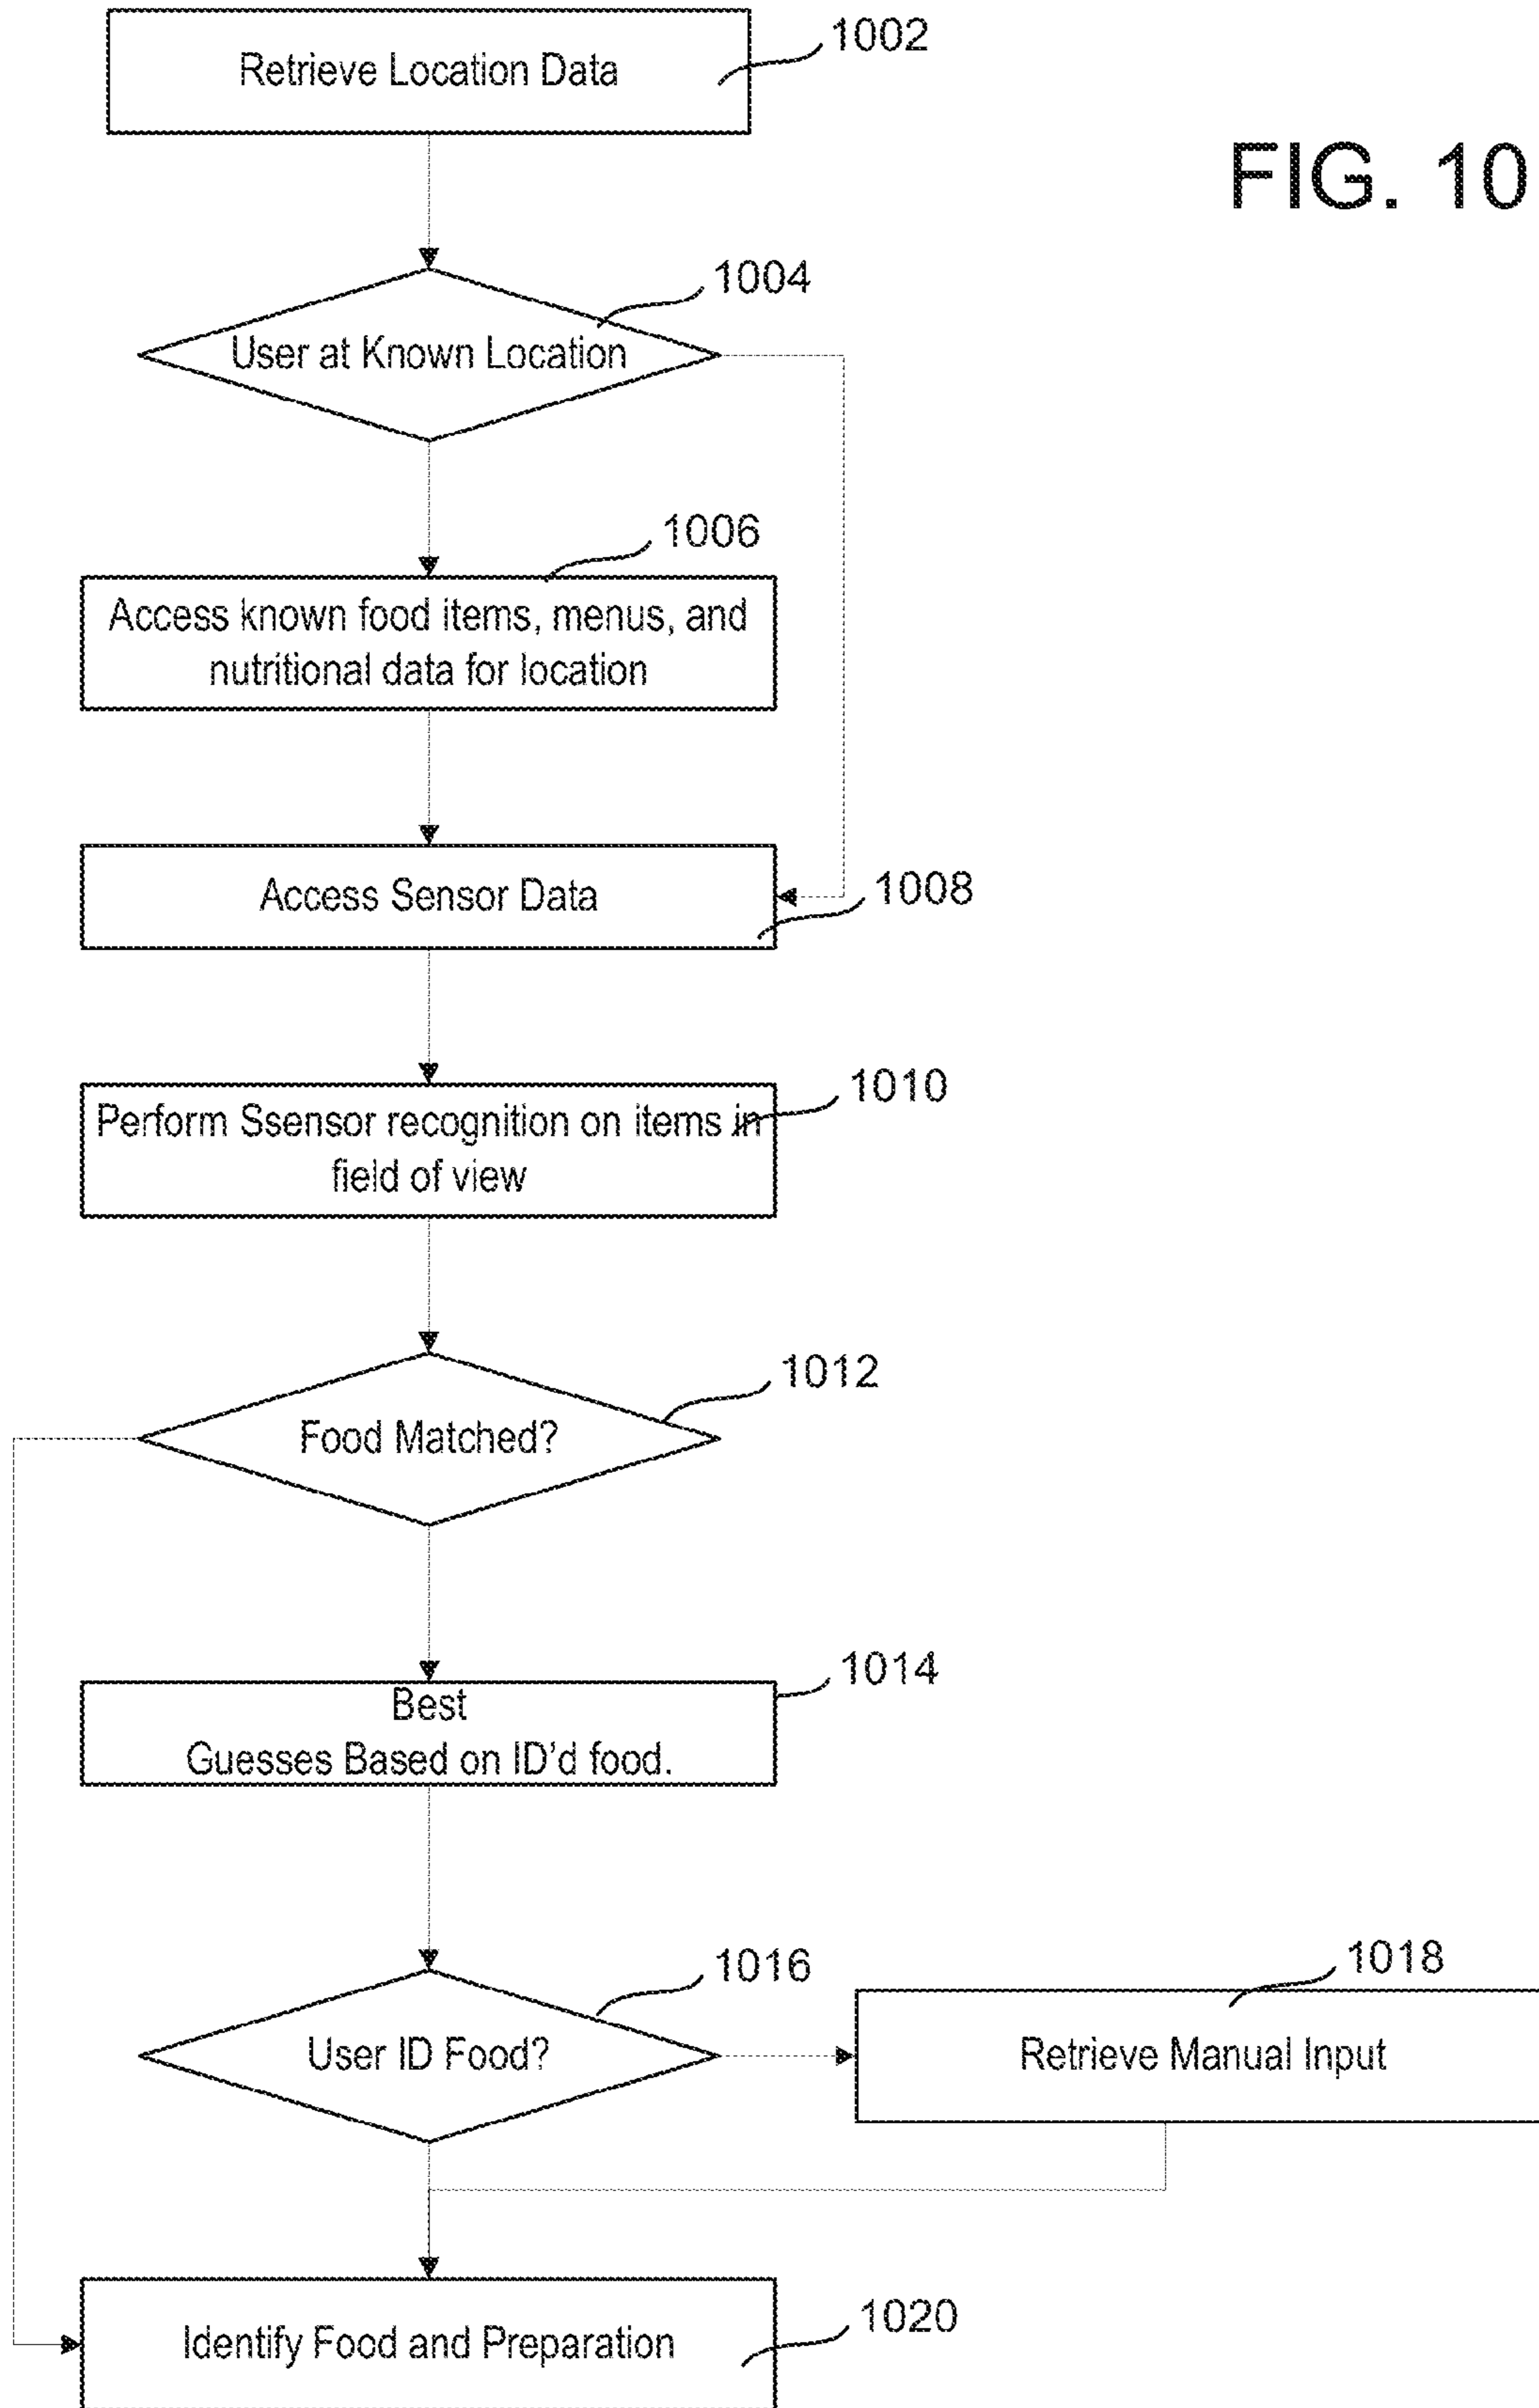 Retrieve Location Data
1002
FIG. 10
1004
User at Known Location
1006
Access known food items, menus, and
nutritional data for location
Access Sensor Data
1008
1010
Perform Ssensor recognition on items in
field of view
1012
Food Matched?
1014
Best
Guesses Based on ID'd food.
1016
User ID Food?
1018
Retrieve Manual Input
Identify Food and Preparation
1020